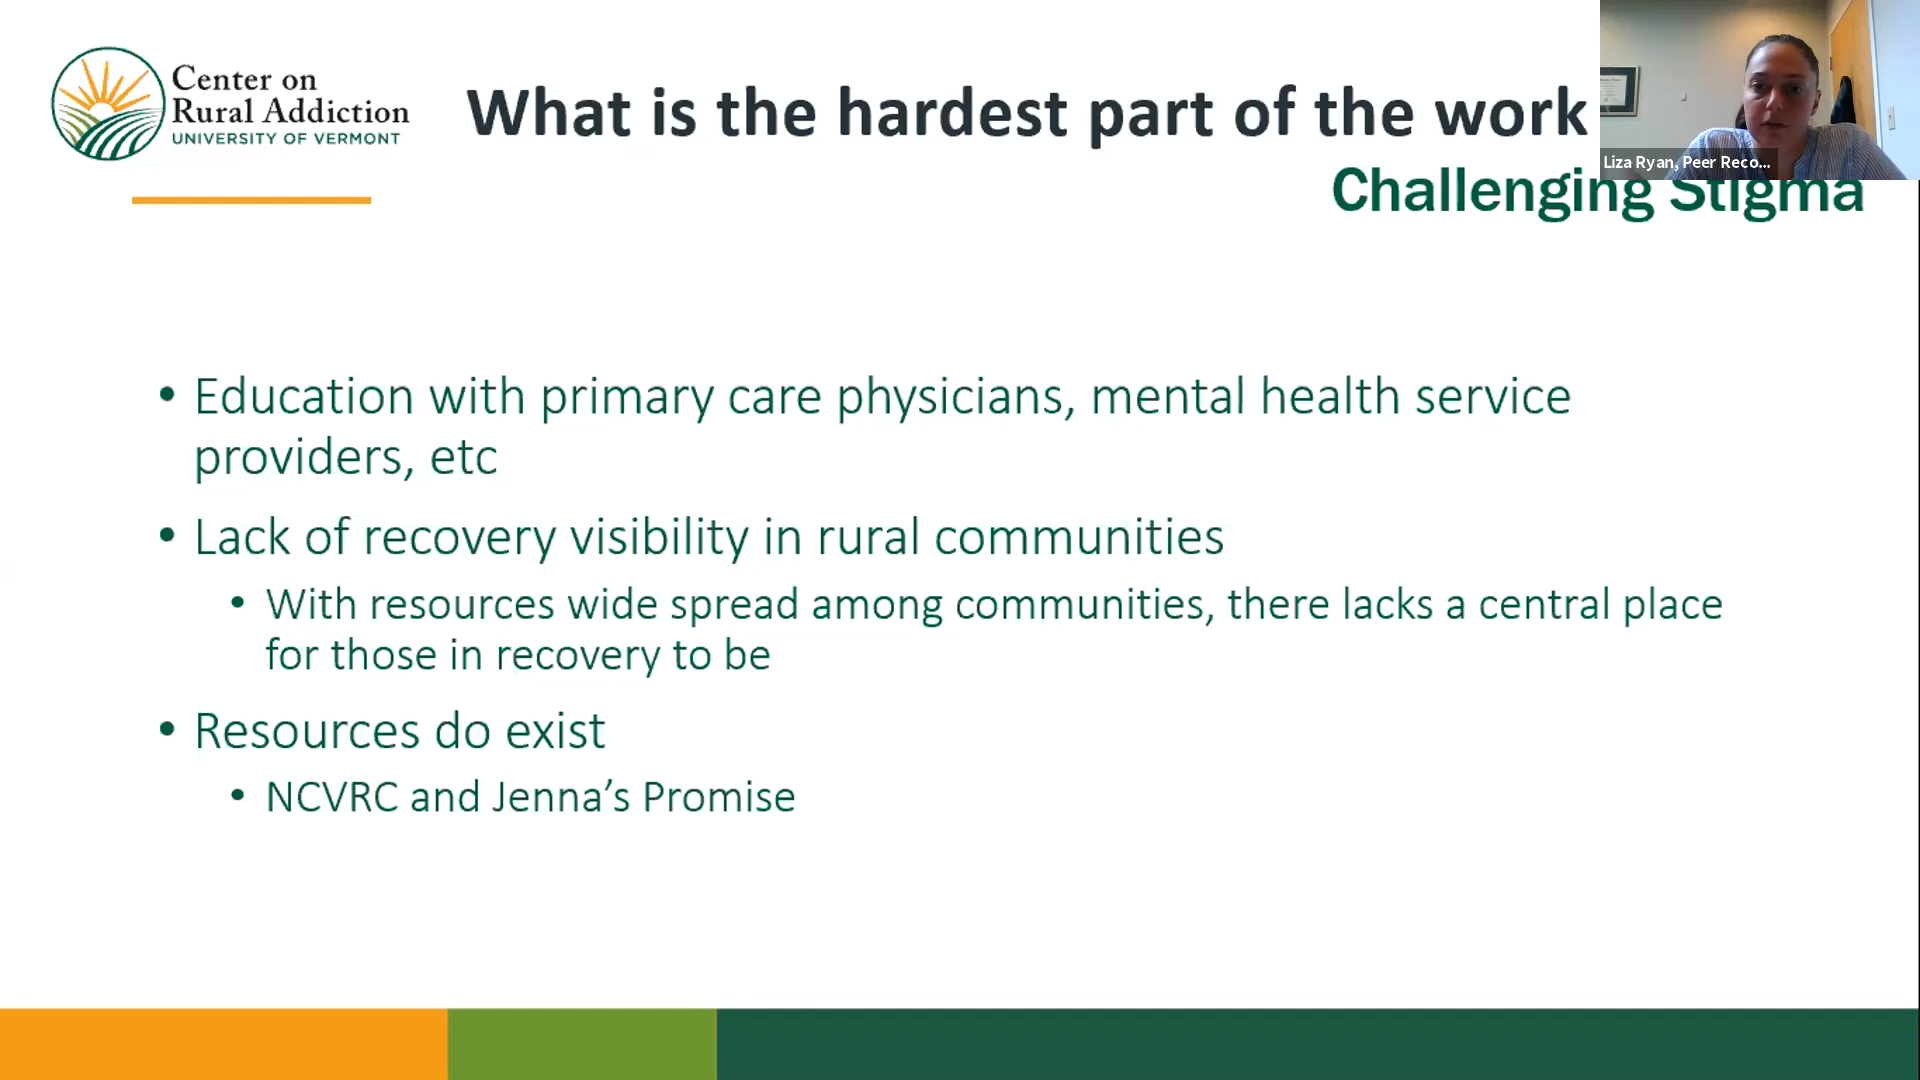 Center on
Rural Addiction
UNIVERSITY OF VERMONT
What is the hardest part of the work
Challenging Stigma
Liza Ryan, Peer Reco...
• Education with primary care physicians, mental health service
providers, etc
• Lack of recovery visibility in rural communities
• With resources wide spread among communities, there lacks a central place
for those in recovery to be
• Resources do exist
• NCVRC and Jenna’s Promise